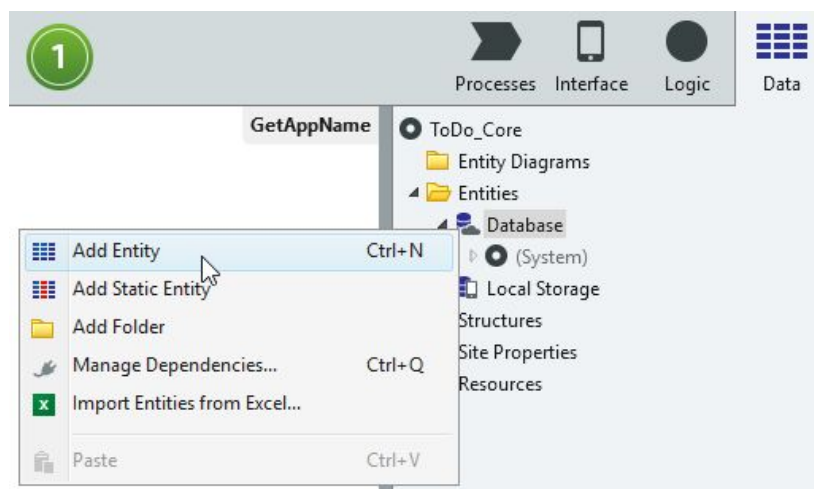 1
Processes Interface Logic Data
GetAppName
ToDo_Core
Entity Diagrams
Entities
Database
(System)
Local Storage
Structures
Site Properties
Resources
Add Entity Ctrl+N
Add Static Entity
Add Folder
Manage Dependencies... Ctrl+Q
Import Entities from Excel...
Paste Ctrl+V